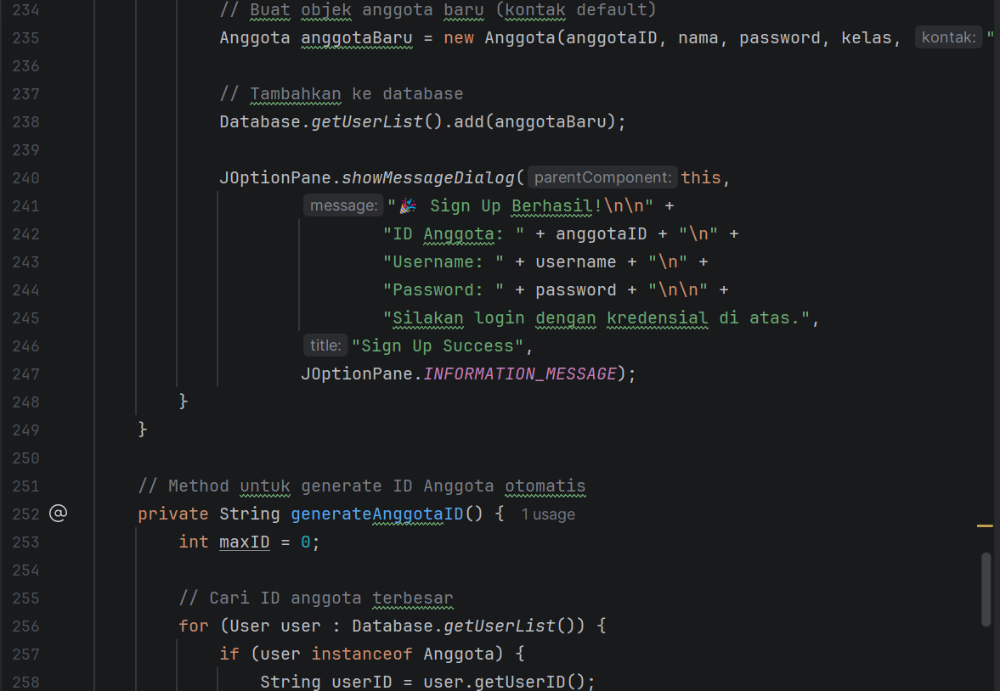 234 // Buat objek anggota baru (kontak default)
235 Anggota anggotaBaru = new Anggota(anggotaID, nama, password, kelas, kontak: "
236
237 // Tambahkan ke database
238 Database.getUserList().add(anggotaBaru);
239
240 JOptionPane.showMessageDialog( parentComponent: this,
241 message: "🎉 Sign Up Berhasil!\n\n" +
242 "ID Anggota: " + anggotaID + "\n" +
243 "Username: " + username + "\n" +
244 "Password: " + password + "\n\n" +
245 "Silakan login dengan kredensial di atas.",
246 title: "Sign Up Success",
247 JOptionPane.INFORMATION_MESSAGE);
248 }
249 }
250
251 // Method untuk generate ID Anggota otomatis
252 @ private String generateAnggotaID() { 1 usage
253 int maxID = 0;
254
255 // Cari ID anggota terbesar
256 for (User user : Database.getUserList()) {
257 if (user instanceof Anggota) {
258 String userID = user.getUserID();